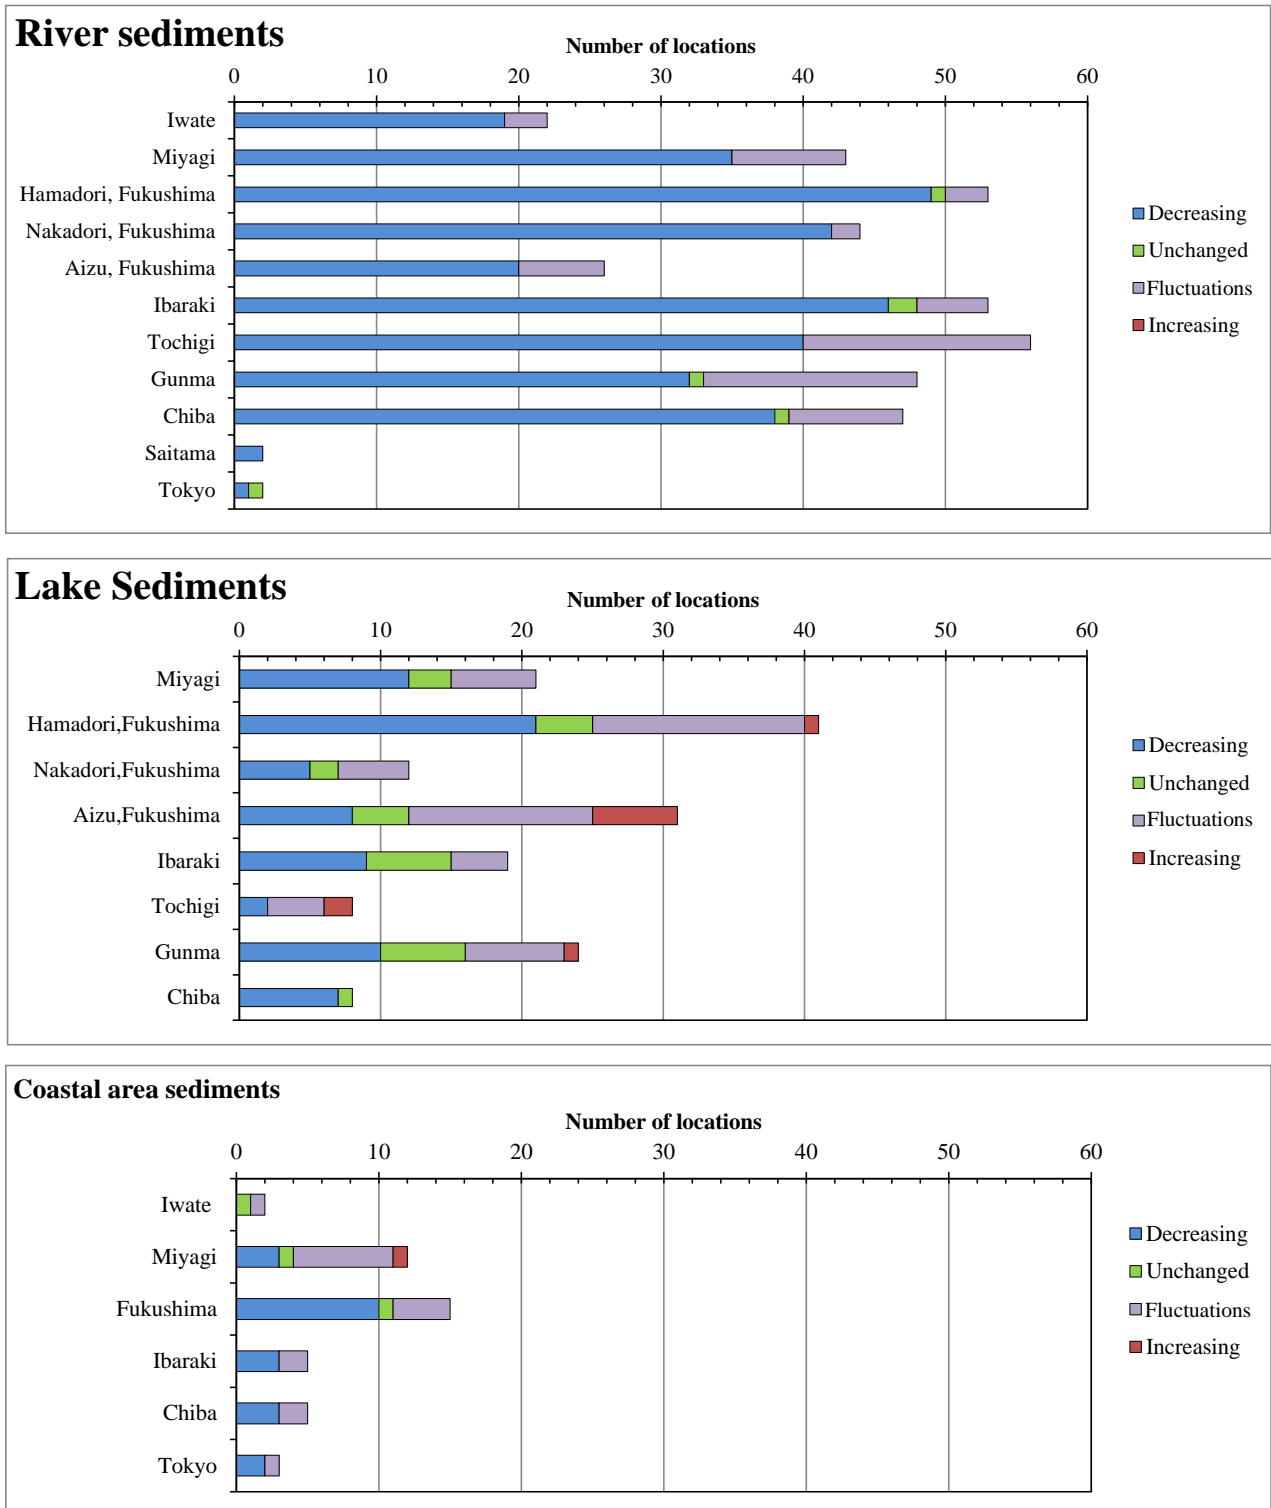 River sediments
Number of locations
0 10 20 30 40 50 60
Iwate
Miyagi
Hamadori, Fukushima
Nakadori, Fukushima
Aizu, Fukushima
Ibaraki
Tochigi
Gunma
Chiba
Saitama
Tokyo
Decreasing
Unchanged
Fluctuations
Increasing
Lake Sediments
Number of locations
0 10 20 30 40 50 60
Miyagi
Hamadori,Fukushima
Nakadori,Fukushima
Aizu,Fukushima
Ibaraki
Tochigi
Gunma
Chiba
Decreasing
Unchanged
Fluctuations
Increasing
Coastal area sediments
Number of locations
0 10 20 30 40 50 60
Iwate
Miyagi
Fukushima
Ibaraki
Chiba
Tokyo
Decreasing
Unchanged
Fluctuations
Increasing